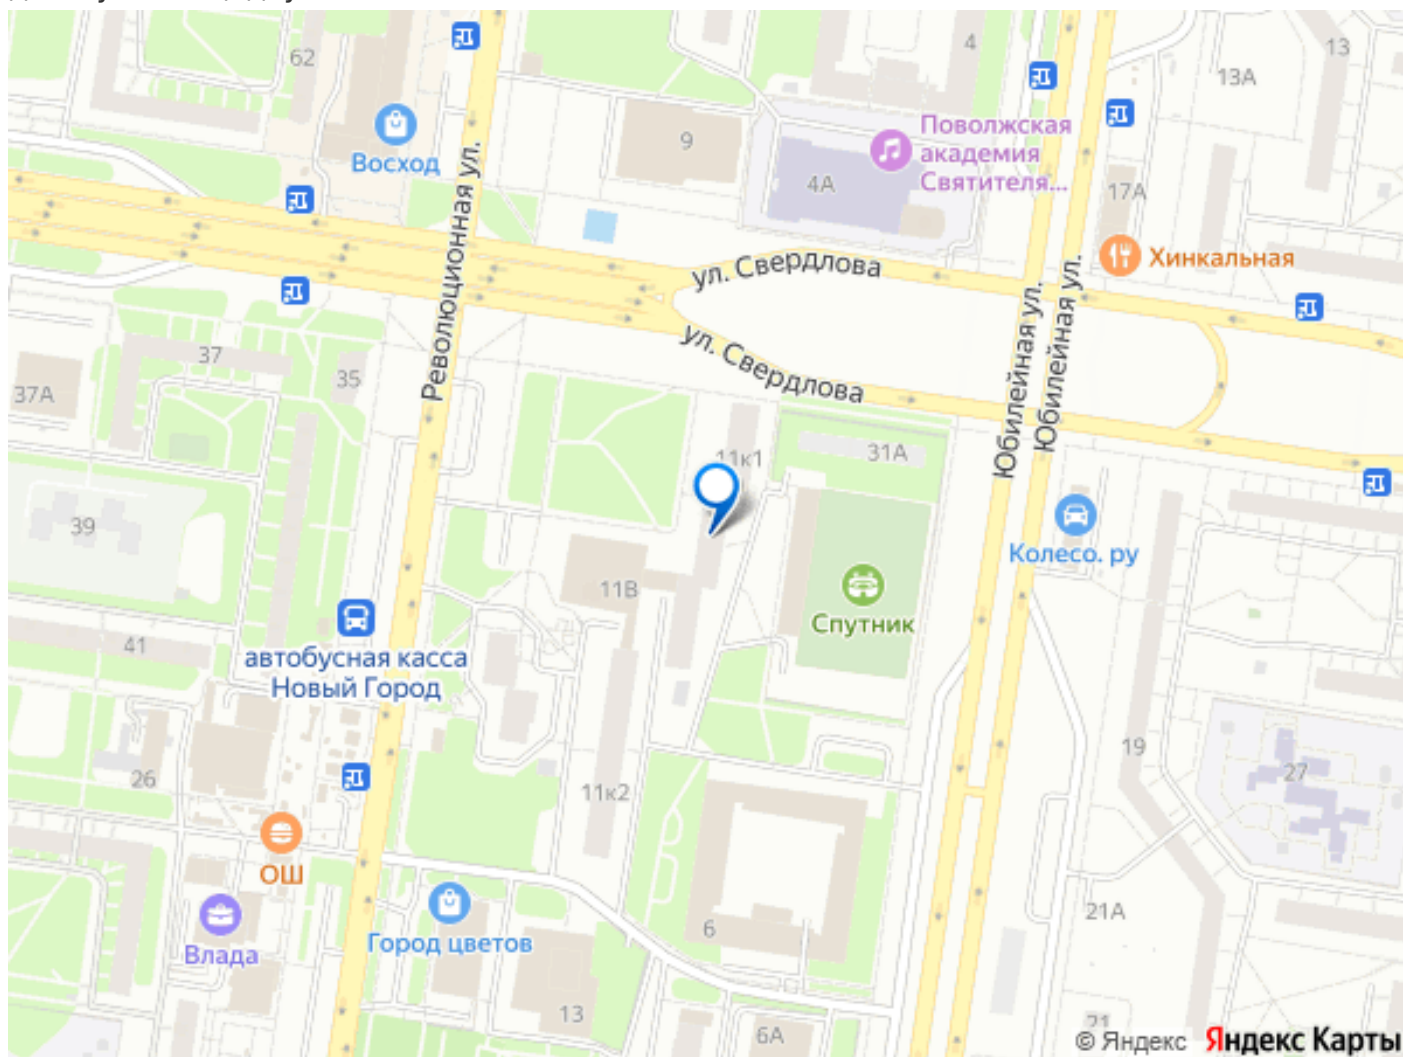 62
4
13
13А
Восход
9
Поволжская
академия
Святителя...
4А
17А
Революционная ул.
ул. Свердлова
Хинкальная
Юбилейная ул.
Юбилейная ул.
ул. Свердлова
37
35
37А
11к1
31А
39
Колесо. ру
11В
Спутник
41
автобусная касса
Новый Город
26
11к2
19
27
ОШ
Влада
Город цветов
6
21А
13
6А
21
© Яндекс Яндекс Карты